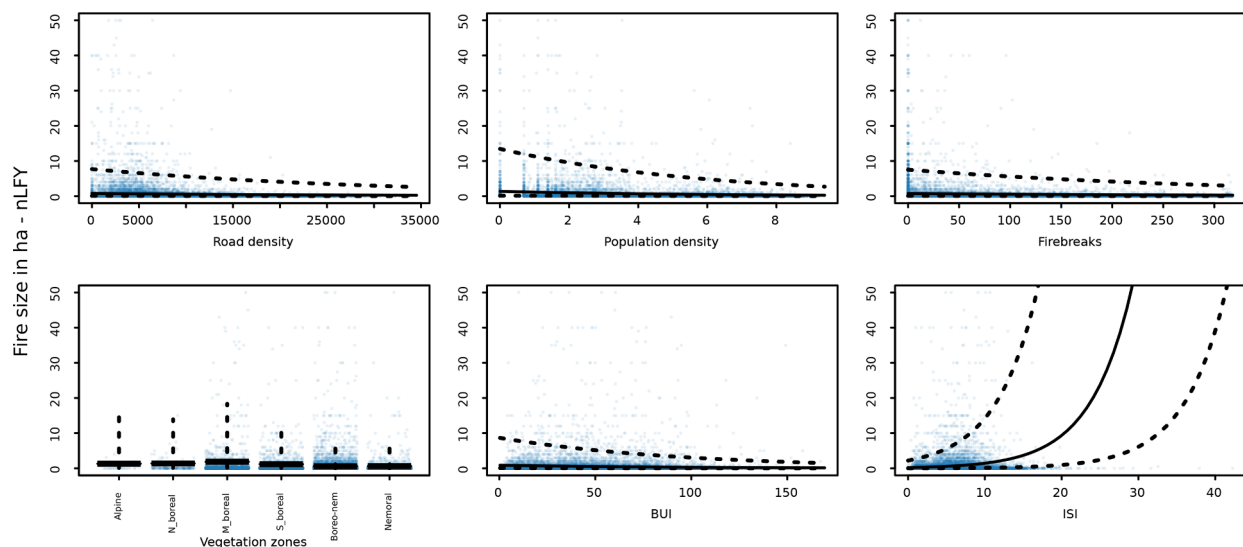 Fire size in ha - nLFY
50
40
30
20
10
0
0 5000 15000 25000 35000
Road density
50
40
30
20
10
0
0 2 4 6 8
Population density
50
40
30
20
10
0
0 50 100 150 200 250 300
Firebreaks
50
40
30
20
10
0
Alpine
N_boreal
M_boreal
S_boreal
Boreo-nem
Nemoral
Vegetation zones
50
40
30
20
10
0
0 50 100 150
BUI
50
40
30
20
10
0
0 10 20 30 40
ISI